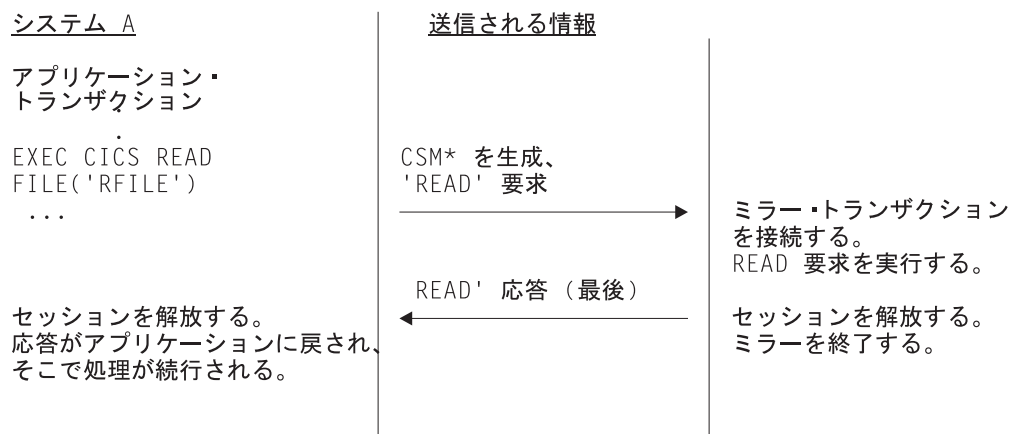 システム A
送信される情報
アプリケーション・
トランザクション
.
.
EXEC CICS READ
FILE('RFILE')
...
CSM* を生成、
'READ' 要求
ミラー・トランザクション
を接続する。
READ 要求を実行する。
READ' 応答 (最後)
セッションを解放する。
応答がアプリケーションに戻され、
そこで処理が続行される。
セッションを解放する。
ミラーを終了する。